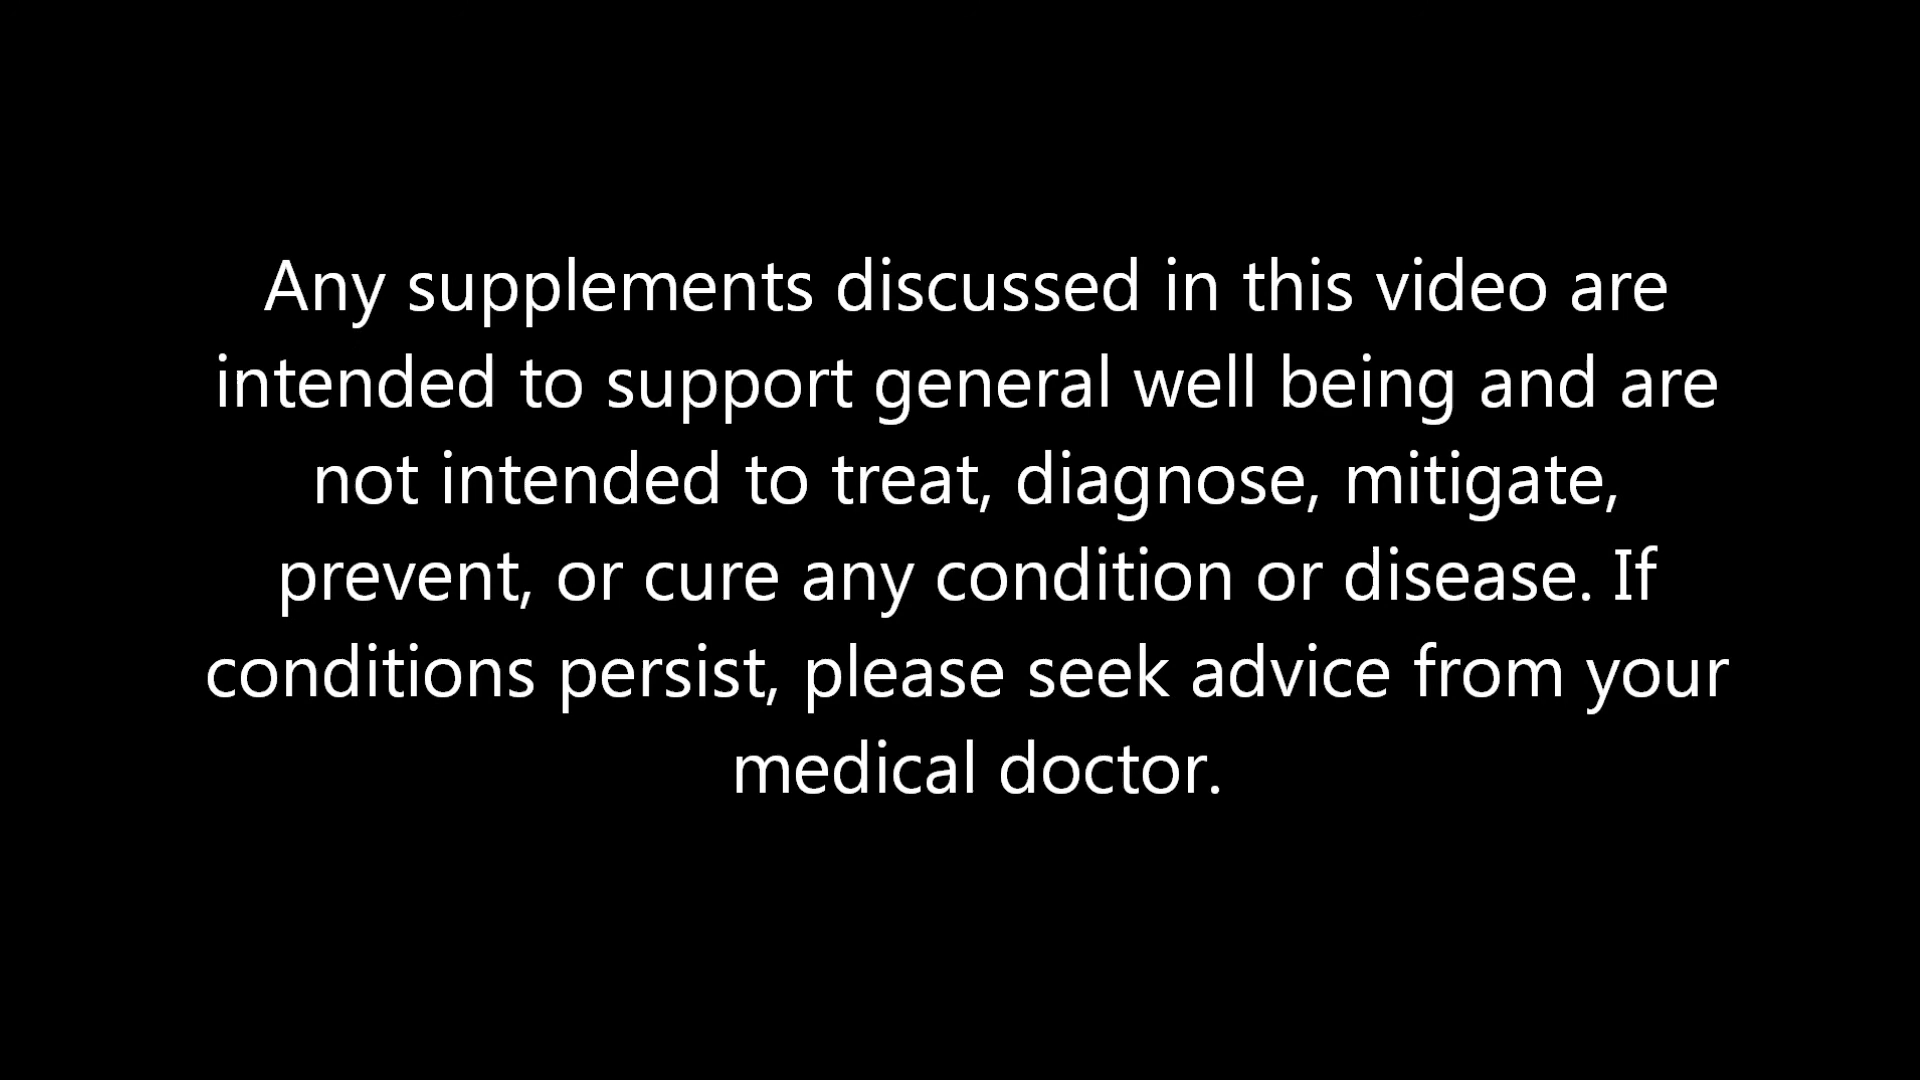 Any supplements discussed in this video are
intended to support general well being and are
not intended to treat, diagnose, mitigate,
prevent, or cure any condition or disease. If
conditions persist, please seek advice from your
medical doctor.